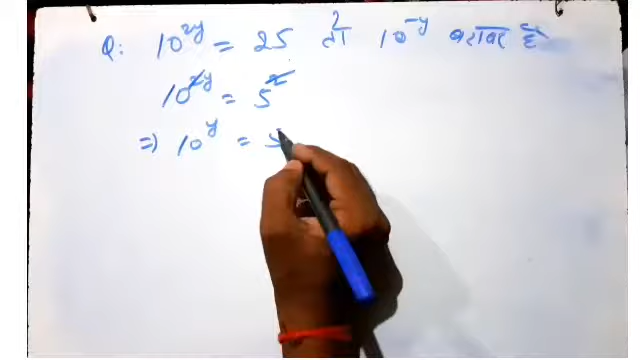 Q: 10^2y = 25 तो 10^-y बराबर है
10^2y = 5^2
=> 10^y = 5